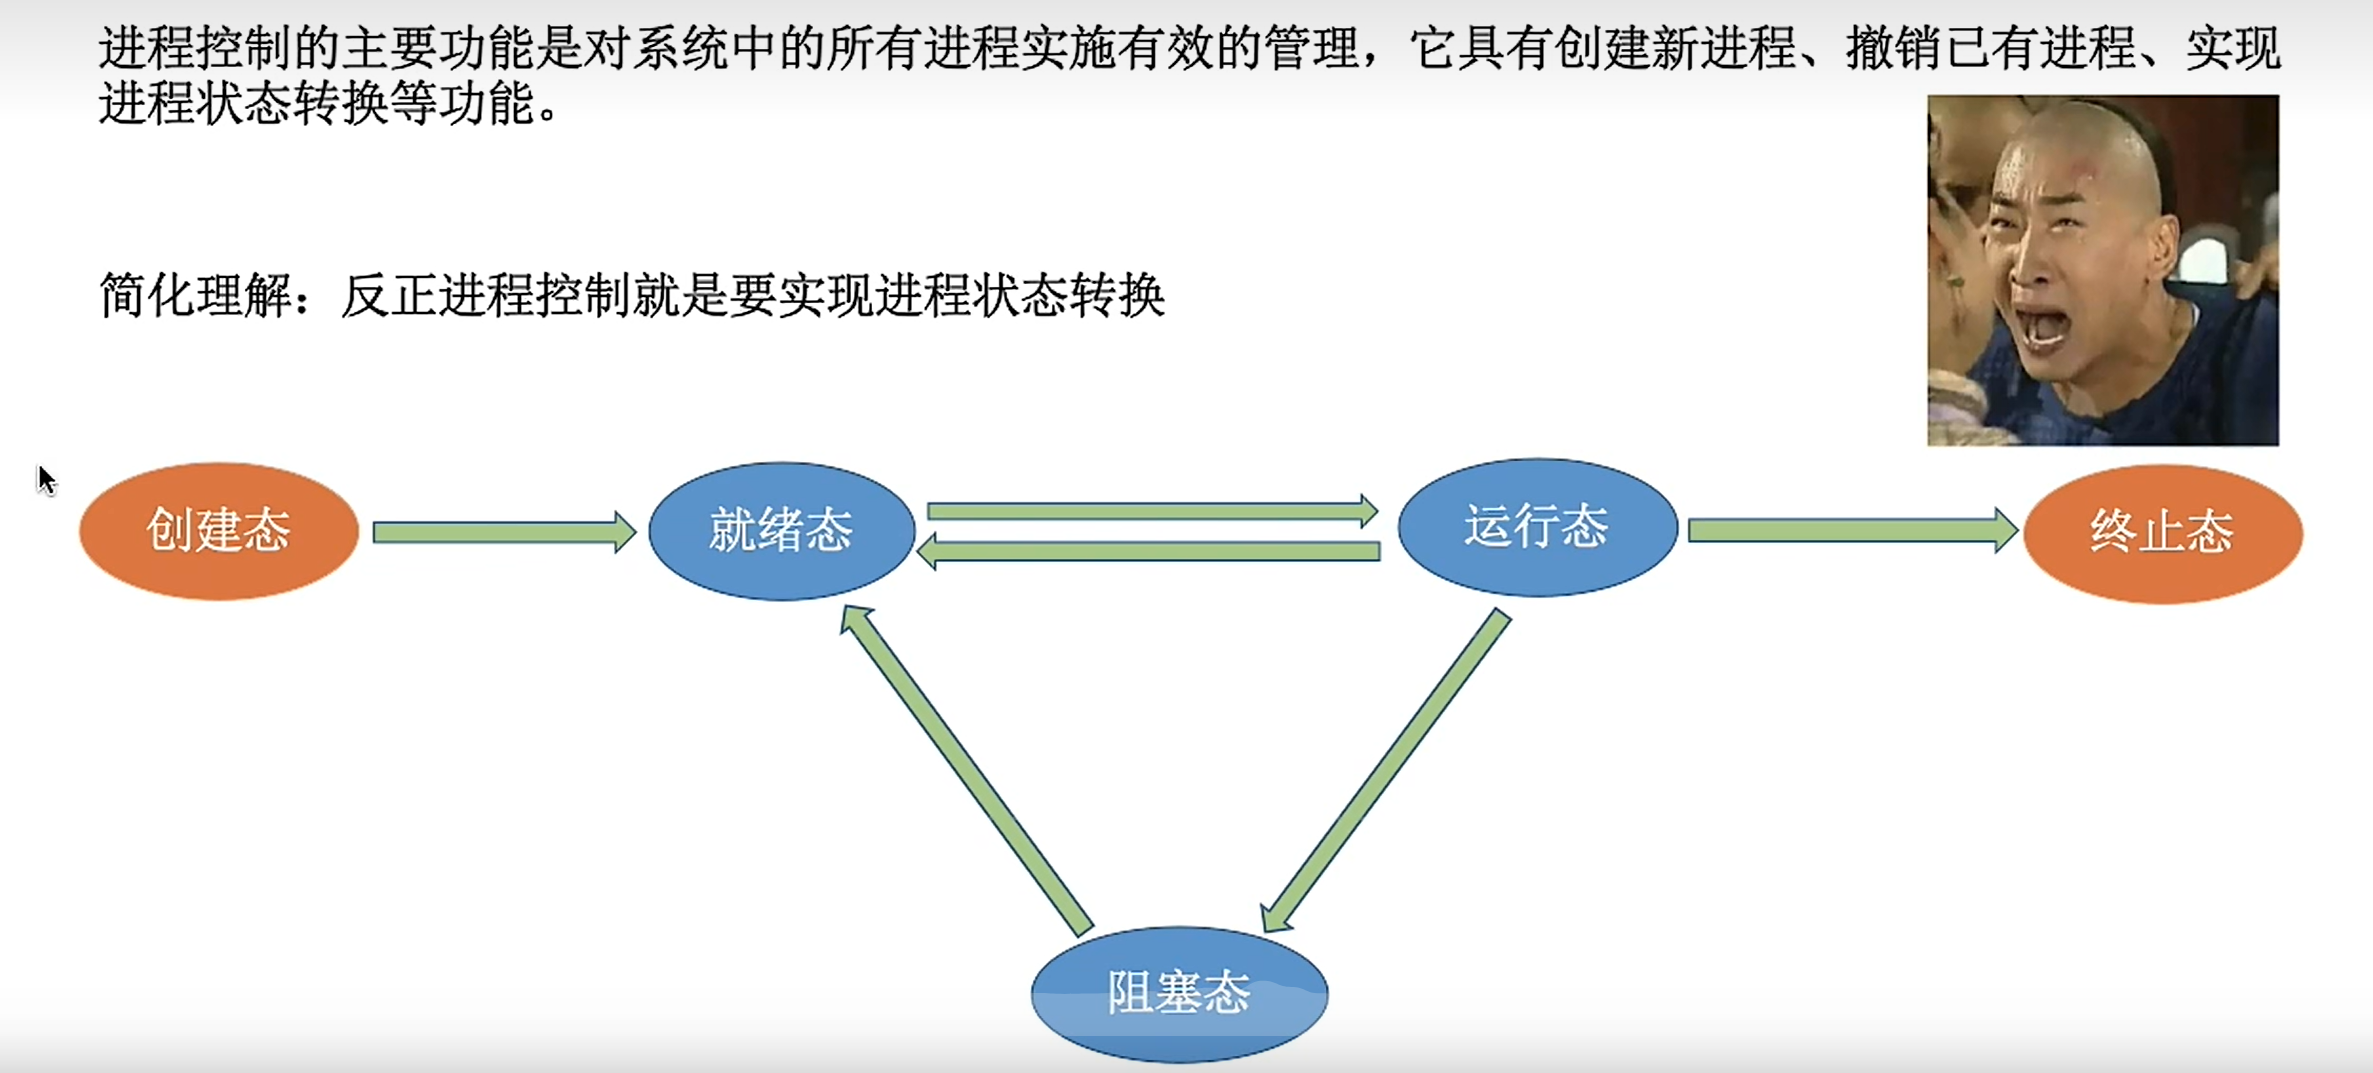 进程控制的主要功能是对系统中的所有进程实施有效的管理，它具有创建新进程、撤销已有进程、实现
进程状态转换等功能。
简化理解：反正进程控制就是要实现进程状态转换
创建态
就绪态
运行态
终止态
阻塞态